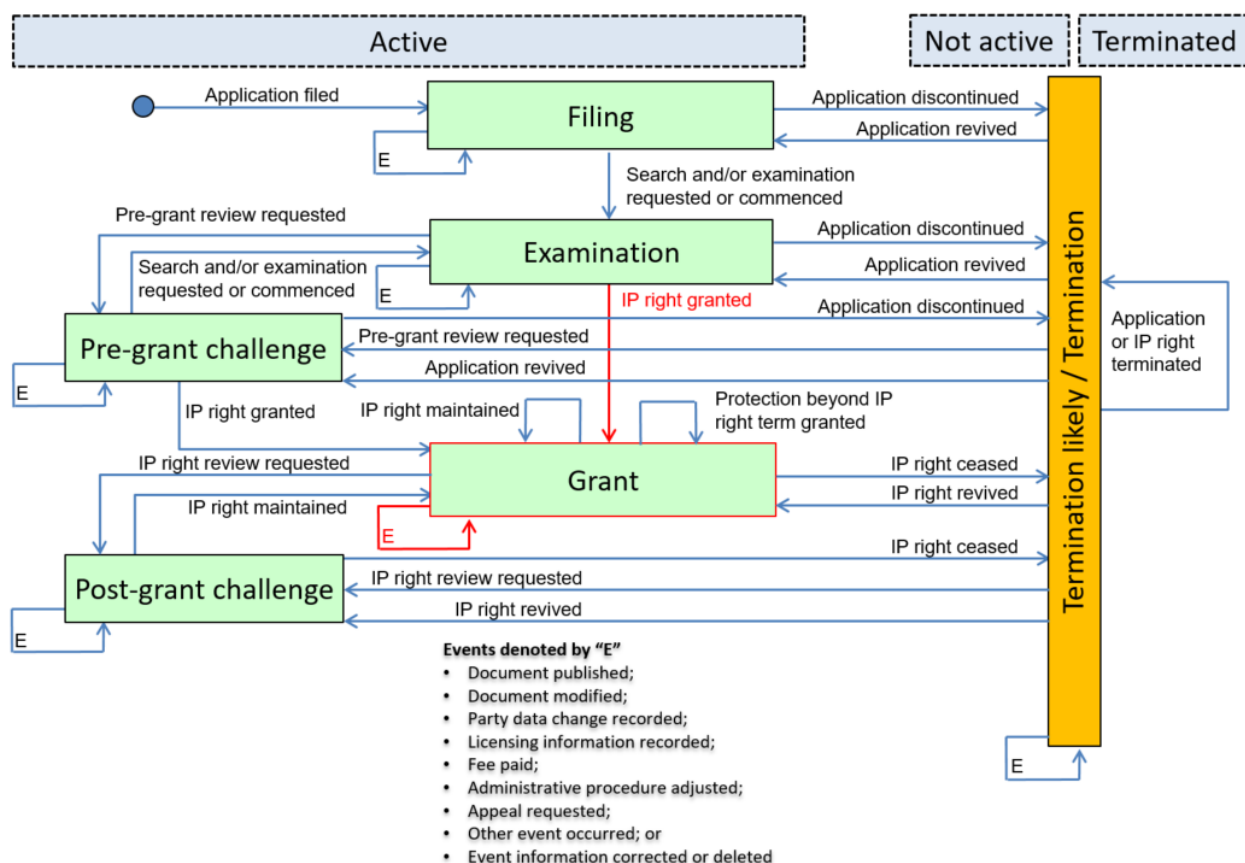 Active
Not active
Terminated
Application filed
Filing
Application discontinued
Application revived
E
Search and/or examination
requested or commenced
Pre-grant review requested
Examination
Application discontinued
Application revived
Search and/or examination
requested or commenced
E
IP right granted
Application discontinued
Pre-grant challenge
Pre-grant review requested
Application revived
E
Application
or IP right
terminated
Termination likely / Termination
IP right granted
IP right maintained
Protection beyond IP
right term granted
IP right review requested
Grant
IP right ceased
IP right revived
IP right maintained
E
IP right ceased
Post-grant challenge
IP right review requested
IP right revived
E
Events denoted by “E”
• Document published;
• Document modified;
• Party data change recorded;
• Licensing information recorded;
• Fee paid;
• Administrative procedure adjusted;
• Appeal requested;
• Other event occurred; or
• Event information corrected or deleted
E